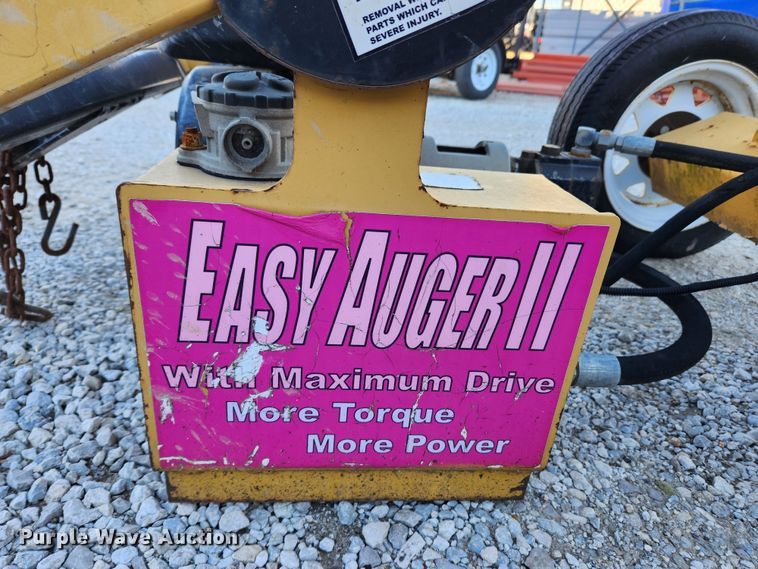 REMOVAL W
PARTS WHICH CA
SEVERE INJURY.
EASY AUGER II
With Maximum Drive
More Torque
More Power
Purple Wave Auction